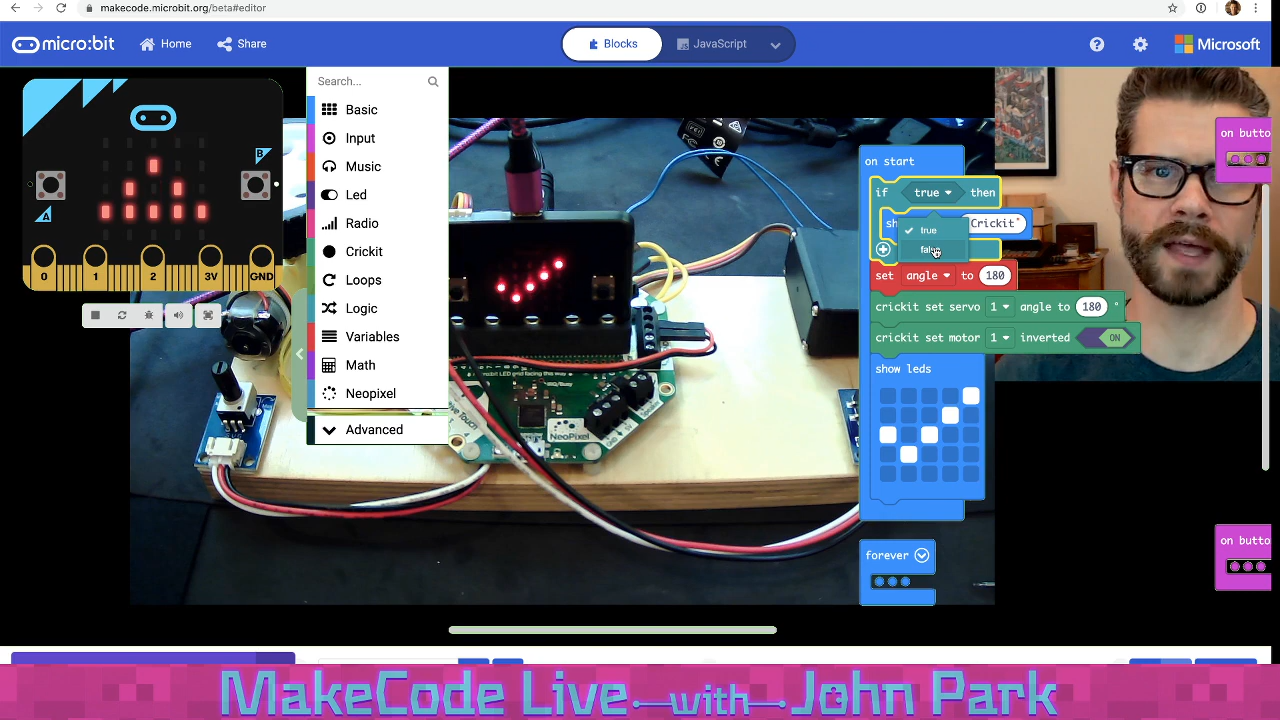 makecode.microbit.org/beta#editor
micro:bit
Home
Share
Blocks
JavaScript
Microsoft
Search...
Basic
Input
Music
Led
Radio
Crickit
Loops
Logic
Variables
Math
Neopixel
Advanced
B
A
0 1 2 3V GND
on start
if true then
Crickit"
true
set angle to 180
crickit set servo 1 angle to 180 °
crickit set motor 1 inverted ON
show leds
forever
on butto
on butto
NeoPixel
MakeCode Live with John Park